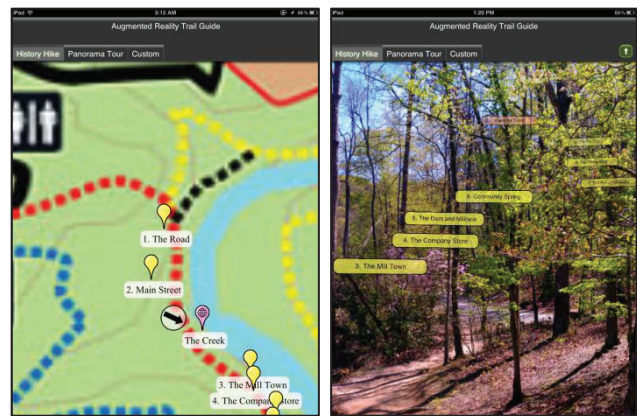 iPad
3:12 AM
Augmented Reality Trail Guide
History Hike
Panorama Tour
Custom
1. The Road
2. Main Street
The Creek
3. The Mill Town
4. The Company Store
iPad
1:20 PM
Augmented Reality Trail Guide
History Hike
Panorama Tour
Custom
6. Community Spring
5. The Dam and Millrace
4. The Company Store
3. The Mill Town